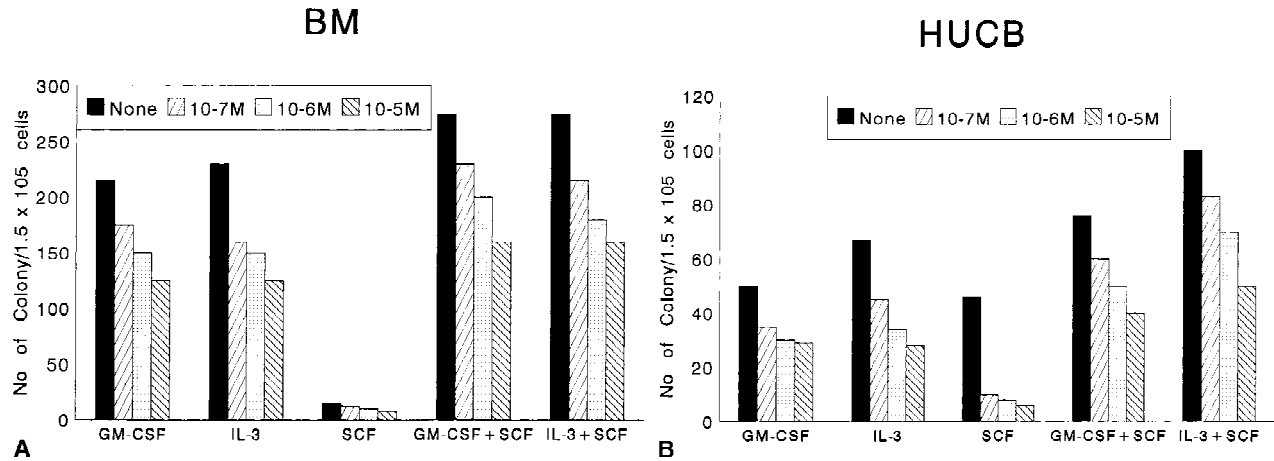 BM
None 10-7M 10-6M 10-5M
No of Colony/1.5 x 105 cells
300
250
200
150
100
50
0
GM-CSF IL-3 SCF GM-CSF+SCF IL-3+SCF
A
HUCB
None 10-7M 10-6M 10-5M
No of Colony/1.5 x 105 cells
120
100
80
60
40
20
0
GM-CSF IL-3 SCF GM-CSF+SCF IL-3+SCF
B